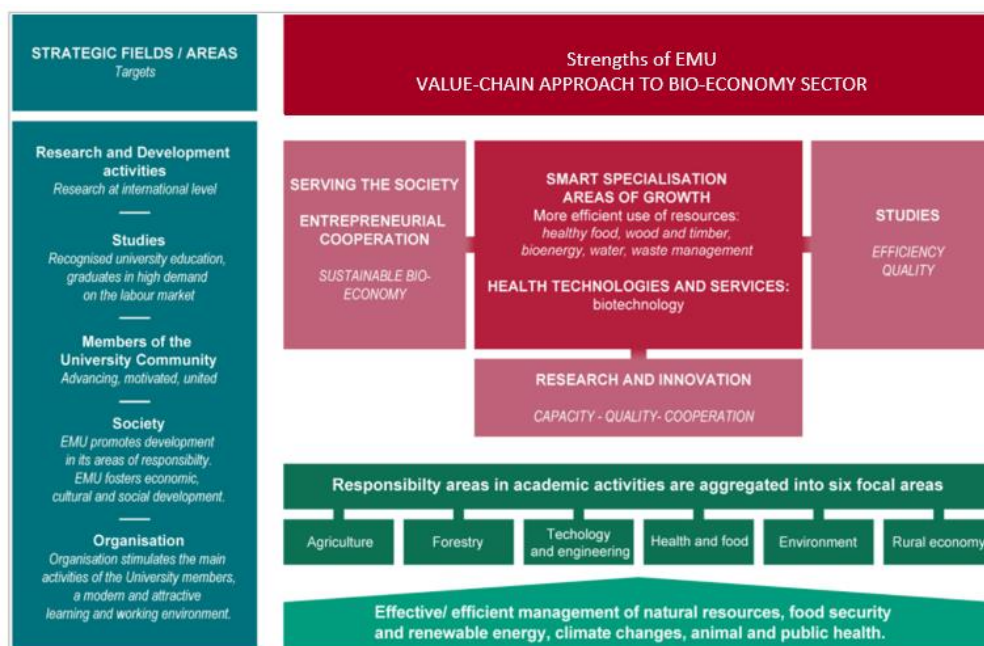 STRATEGIC FIELDS / AREAS
Targets
Research and Development
activities
Research at international level
Studies
Recognised university education,
graduates in high demand
on the labour market
Members of the
University Community
Advancing, motivated, united
Society
EMU promotes development
in its areas of responsibilty.
EMU fosters economic,
cultural and social development.
Organisation
Organisation stimulates the main
activities of the University members,
a modern and attractive
learning and working environment.
Strengths of EMU
VALUE-CHAIN APPROACH TO BIO-ECONOMY SECTOR
SERVING THE SOCIETY
ENTREPRENEURIAL
COOPERATION
SUSTAINABLE BIO-
ECONOMY
SMART SPECIALISATION
AREAS OF GROWTH
More efficient use of resources:
healthy food, wood and timber,
bioenergy, water, waste management
HEALTH TECHNOLOGIES AND SERVICES:
biotechnology
STUDIES
EFFICIENCY
QUALITY
RESEARCH AND INNOVATION
CAPACITY - QUALITY- COOPERATION
Responsibilty areas in academic activities are aggregated into six focal areas
Agriculture
Forestry
Techology
and engineering
Health and food
Environment
Rural economy
Effective/ efficient management of natural resources, food security
and renewable energy, climate changes, animal and public health.